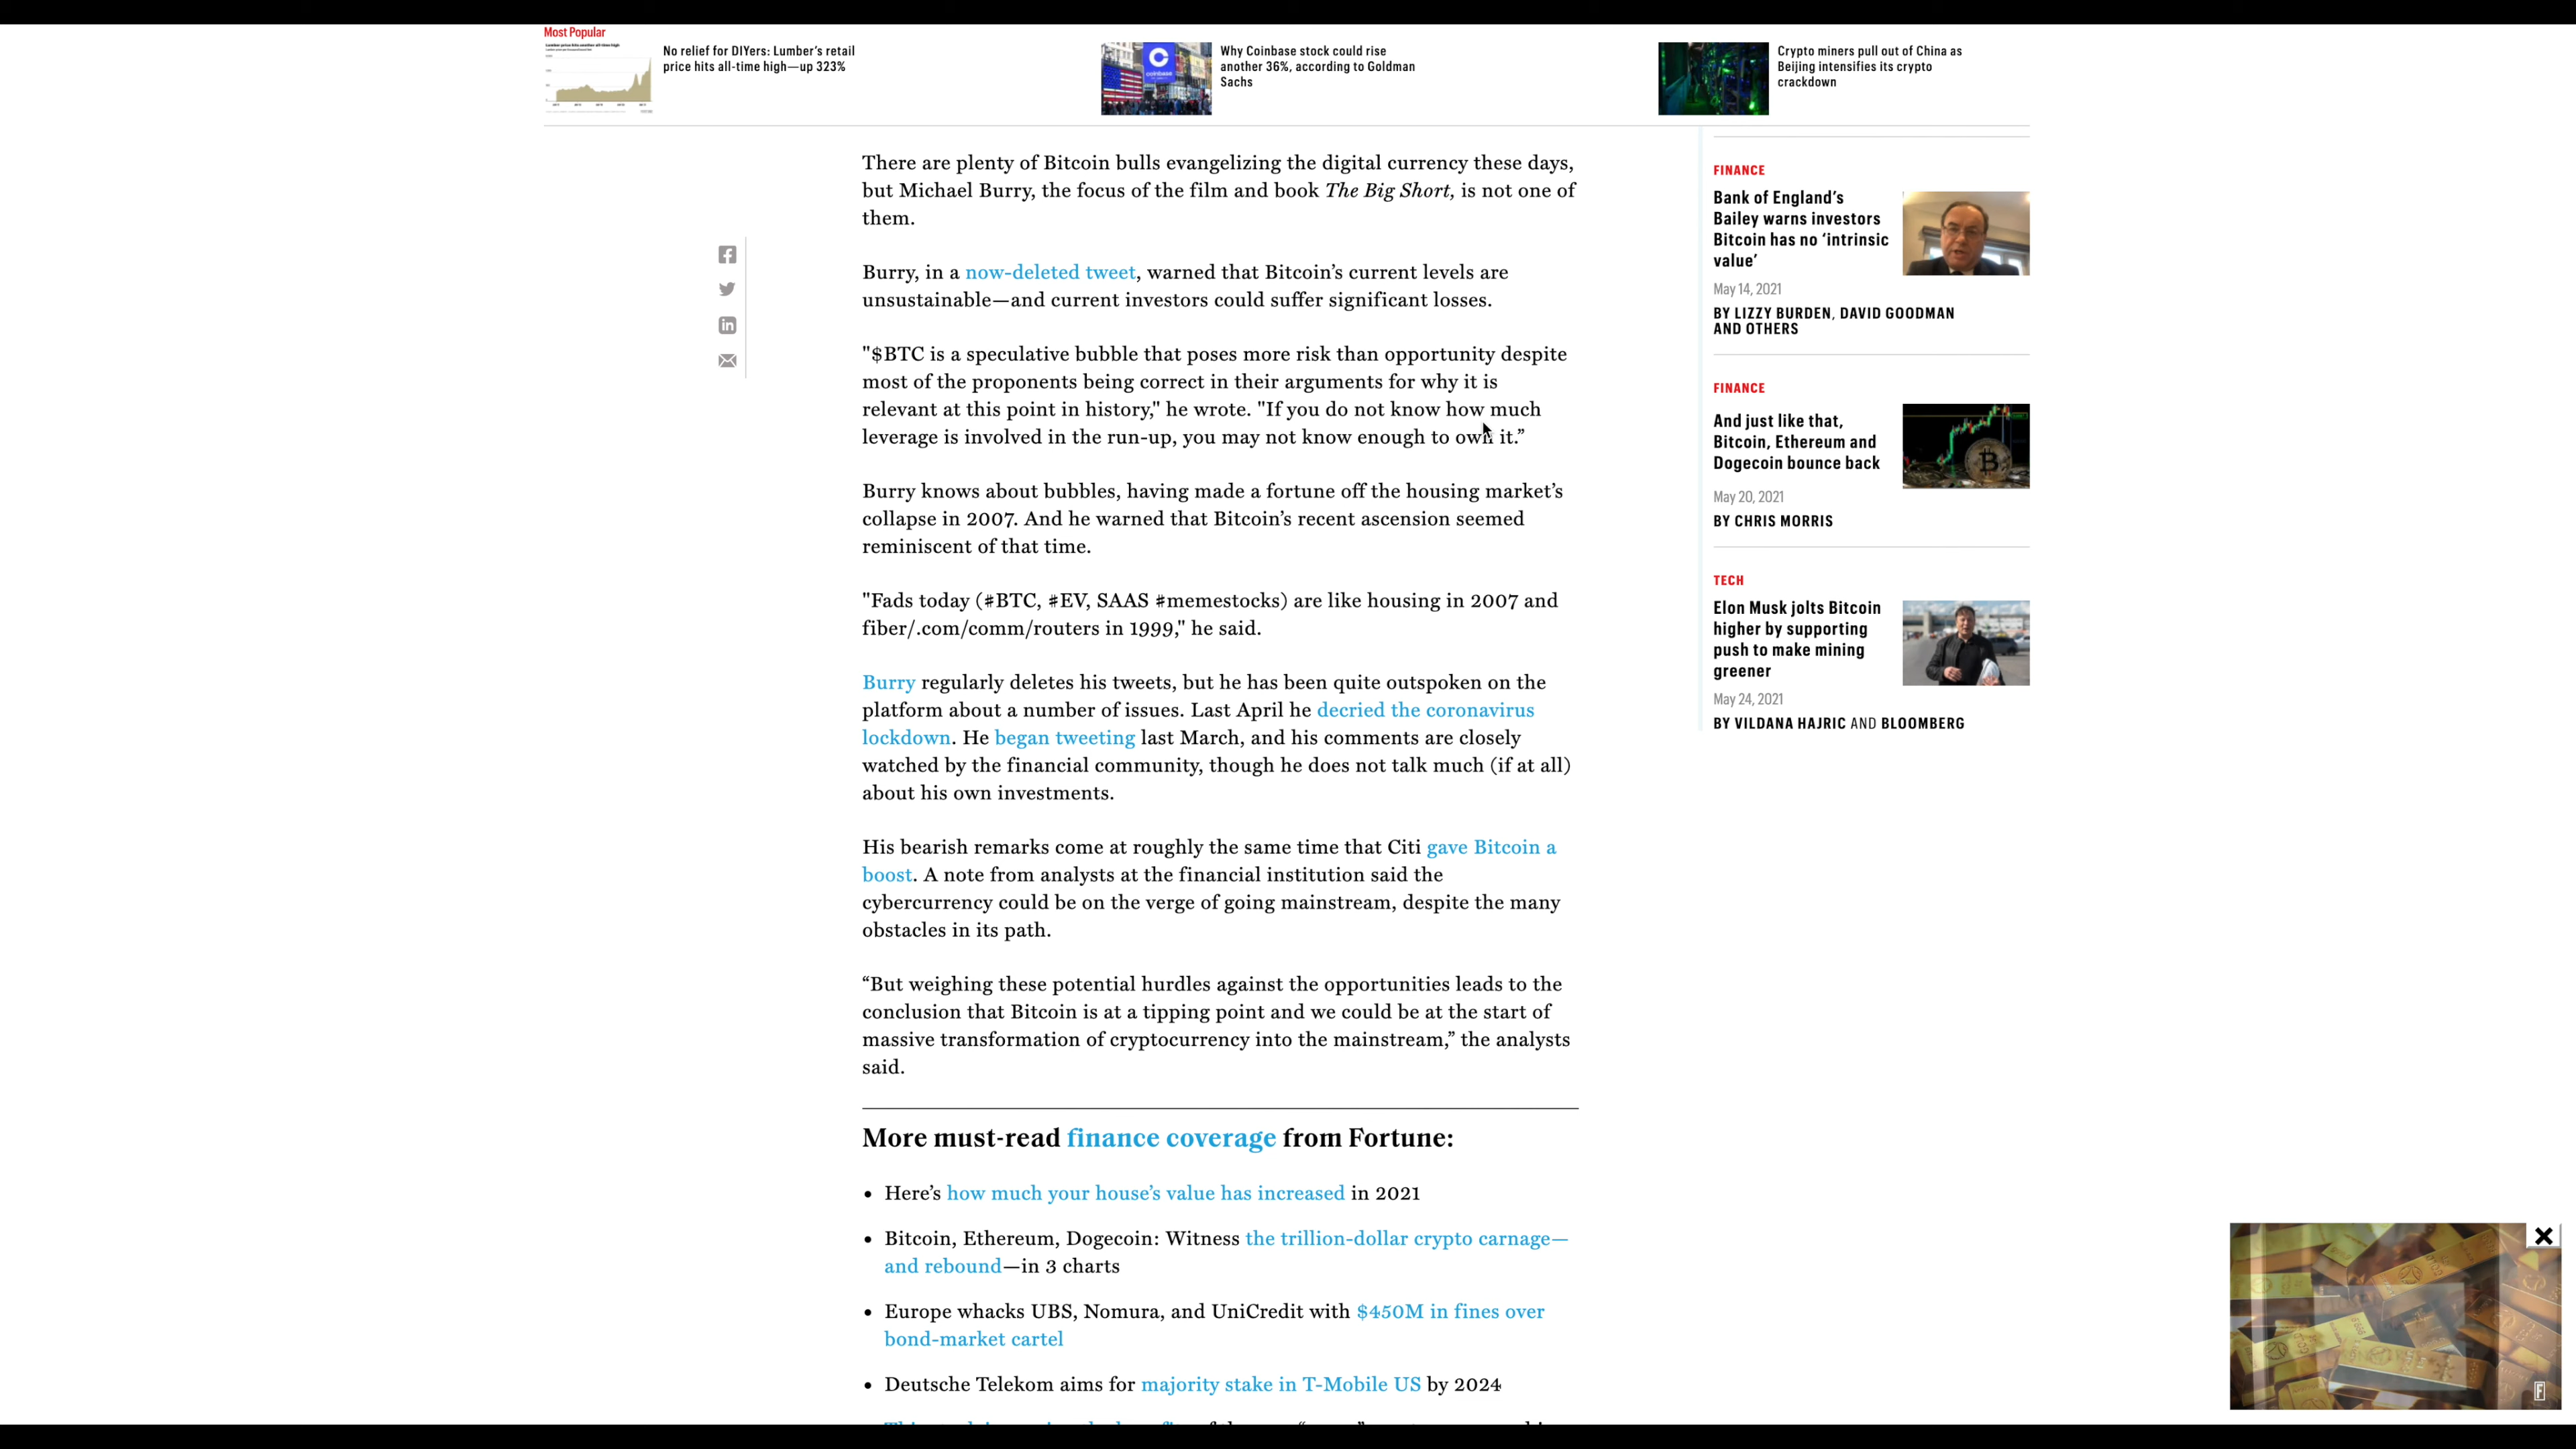 Most Popular
No relief for DIYers: Lumber's retail
price hits all-time high—up 323%
Why Coinbase stock could rise
another 36%, according to Goldman
Sachs
Crypto miners pull out of China as
Beijing intensifies its crypto
crackdown
There are plenty of Bitcoin bulls evangelizing the digital currency these days,
but Michael Burry, the focus of the film and book The Big Short, is not one of
them.
Burry, in a now-deleted tweet, warned that Bitcoin's current levels are
unsustainable—and current investors could suffer significant losses.
"$BTC is a speculative bubble that poses more risk than opportunity despite
most of the proponents being correct in their arguments for why it is
relevant at this point in history," he wrote. "If you do not know how much
leverage is involved in the run-up, you may not know enough to own it.”
Burry knows about bubbles, having made a fortune off the housing market's
collapse in 2007. And he warned that Bitcoin's recent ascension seemed
reminiscent of that time.
"Fads today (#BTC, #EV, SAAS #memestocks) are like housing in 2007 and
fiber/.com/comm/routers in 1999," he said.
Burry regularly deletes his tweets, but he has been quite outspoken on the
platform about a number of issues. Last April he decried the coronavirus
lockdown. He began tweeting last March, and his comments are closely
watched by the financial community, though he does not talk much (if at all)
about his own investments.
His bearish remarks come at roughly the same time that Citi gave Bitcoin a
boost. A note from analysts at the financial institution said the
cybercurrency could be on the verge of going mainstream, despite the many
obstacles in its path.
“But weighing these potential hurdles against the opportunities leads to the
conclusion that Bitcoin is at a tipping point and we could be at the start of
massive transformation of cryptocurrency into the mainstream,” the analysts
said.
More must-read finance coverage from Fortune:
• Here's how much your house's value has increased in 2021
• Bitcoin, Ethereum, Dogecoin: Witness the trillion-dollar crypto carnage—
and rebound—in 3 charts
• Europe whacks UBS, Nomura, and UniCredit with $450M in fines over
bond-market cartel
• Deutsche Telekom aims for majority stake in T-Mobile US by 2024
FINANCE
Bank of England's
Bailey warns investors
Bitcoin has no ‘intrinsic
value’
May 14, 2021
BY LIZZY BURDEN, DAVID GOODMAN
AND OTHERS
FINANCE
And just like that,
Bitcoin, Ethereum and
Dogecoin bounce back
May 20, 2021
BY CHRIS MORRIS
TECH
Elon Musk jolts Bitcoin
higher by supporting
push to make mining
greener
May 24, 2021
BY VILDANA HAJRIC AND BLOOMBERG